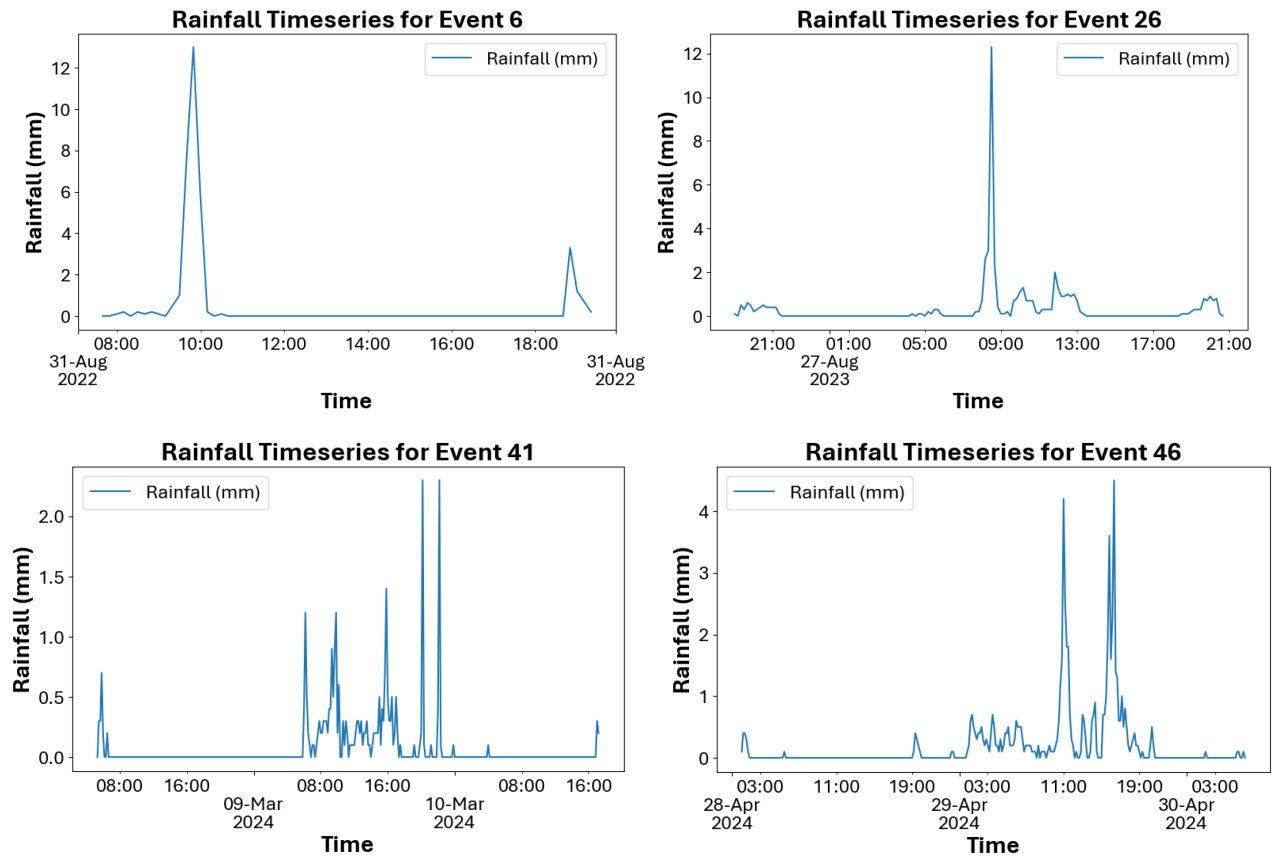 Rainfall Timeseries for Event 6
Rainfall (mm)
Rainfall (mm)
12
10
8
6
4
2
0
08:00 10:00 12:00 14:00 16:00 18:00
31-Aug 31-Aug
2022 2022
Time
Rainfall Timeseries for Event 26
Rainfall (mm)
Rainfall (mm)
12
10
8
6
4
2
0
21:00 01:00 05:00 09:00 13:00 17:00 21:00
27-Aug
2023
Time
Rainfall Timeseries for Event 41
Rainfall (mm)
Rainfall (mm)
2.0
1.5
1.0
0.5
0.0
08:00 16:00 08:00 16:00 08:00 16:00
09-Mar 10-Mar
2024 2024
Time
Rainfall Timeseries for Event 46
Rainfall (mm)
Rainfall (mm)
4
3
2
1
0
03:00 11:00 19:00 03:00 11:00 19:00 03:00
28-Apr 29-Apr 30-Apr
2024 2024 2024
Time